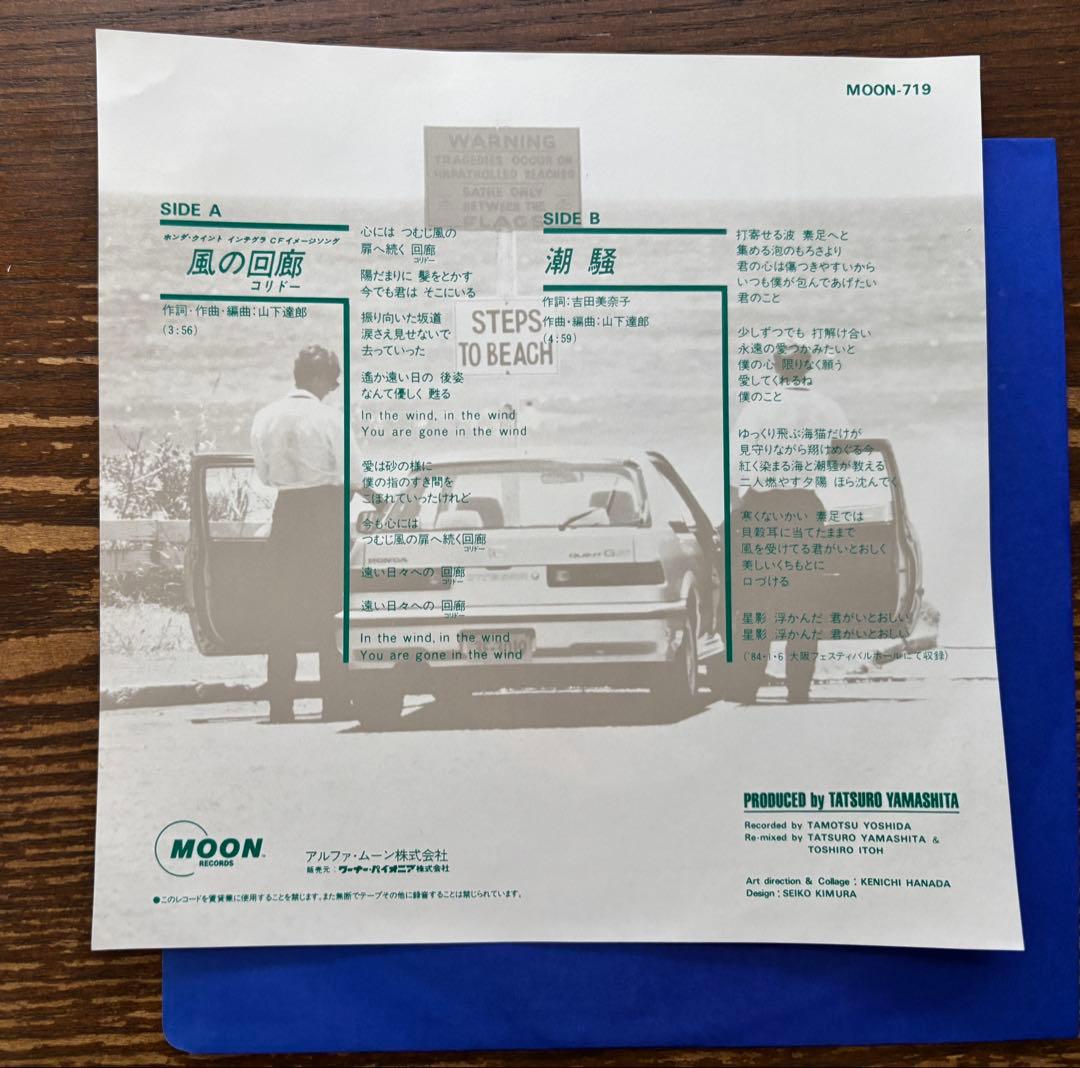 MOON-719
WARNING
TRAGEDIES OCCUR ON
UNPATROLLED BEACHES
BATHE ONLY
BETWEEN THE
FLAGS
SIDE A
ホンダ・クイント インテグラ CFイメージソング
風の回廊
コリドー
作詞・作曲・編曲:山下達郎
(3:56)
心には つむじ風の
扉へ続く 回廊
コリドー
陽だまりに 髪をとかす
今でも君は そこにいる
振り向いた坂道
涙さえ見せないで
去っていった
遙か遠い日の 後姿
なんて優しく 甦る
In the wind, in the wind
You are gone in the wind
愛は砂の様に
僕の指のすき間を
こぼれていったけれど
今も心には
つむじ風の扉へ続く回廊
コリドー
遠い日々への 回廊
コリドー
遠い日々への 回廊
コリドー
In the wind, in the wind
You are gone in the wind
STEPS
TO BEACH
HONDA
QUINT
SIDE B
潮騒
作詞:吉田美奈子
作曲・編曲:山下達郎
(4:59)
打寄せる波 素足へと
集める泡のもろさより
君の心は傷つきやすいから
いつも僕が包んであげたい
君のこと
少しずつでも 打解け合い
永遠の愛つかみたいと
僕の心 限りなく願う
愛してくれるね
僕のこと
ゆっくり飛ぶ海猫だけが
見守りながら翔けめぐる今
紅く染まる海と潮騒が教える
二人燃やす夕陽 ほら沈んでく
寒くないかい 素足では
貝殻耳に当てたままで
風を受けてる君がいとおしく
美しいくちもとに
口づける
星影 浮かんだ 君がいとおしい
星影 浮かんだ 君がいとおしい
('84・1・6 大阪フェスティバルホールにて収録)
PRODUCED by TATSURO YAMASHITA
Recorded by TAMOTSU YOSHIDA
Re-mixed by TATSURO YAMASHITA &
TOSHIRO ITOH
Art direction & Collage : KENICHI HANADA
Design : SEIKO KIMURA
MOON
RECORDS
アルファ・ムーン株式会社
販売元:ワーナー・パイオニア株式会社
●このレコードを賃貸業に使用することを禁じます。また無断でテープその他に録音することは禁じられています。